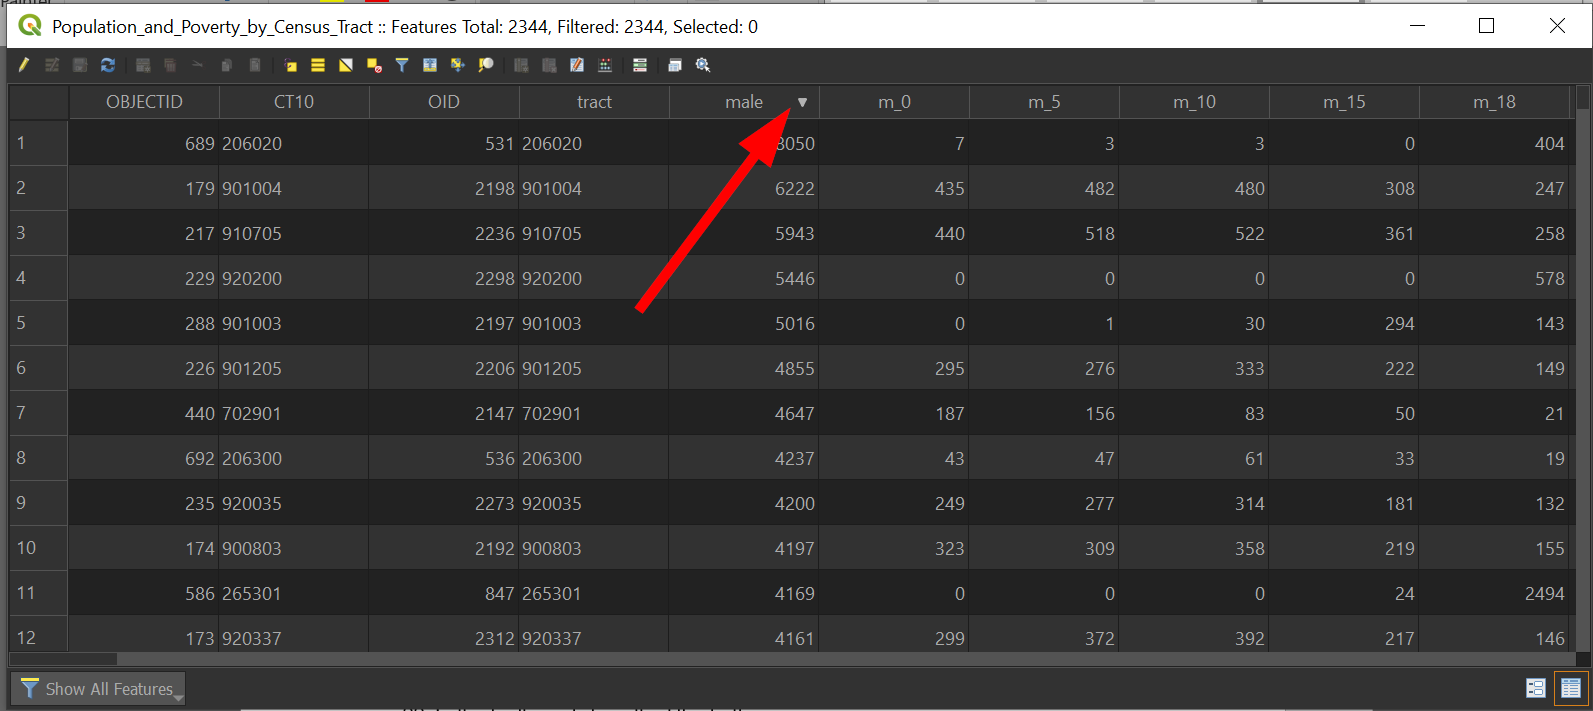 Population_and_Poverty_by_Census_Tract :: Features Total: 2344, Filtered: 2344, Selected: 0
OBJECTID CT10 OID tract male ▼ m_0 m_5 m_10 m_15 m_18
1 689 206020 531 206020 8050 7 3 3 0 404
2 179 901004 2198 901004 6222 435 482 480 308 247
3 217 910705 2236 910705 5943 440 518 522 361 258
4 229 920200 2298 920200 5446 0 0 0 0 578
5 288 901003 2197 901003 5016 0 1 30 294 143
6 226 901205 2206 901205 4855 295 276 333 222 149
7 440 702901 2147 702901 4647 187 156 83 50 21
8 692 206300 536 206300 4237 43 47 61 33 19
9 235 920035 2273 920035 4200 249 277 314 181 132
10 174 900803 2192 900803 4197 323 309 358 219 155
11 586 265301 847 265301 4169 0 0 0 24 2494
12 173 920337 2312 920337 4161 299 372 392 217 146
Show All Features